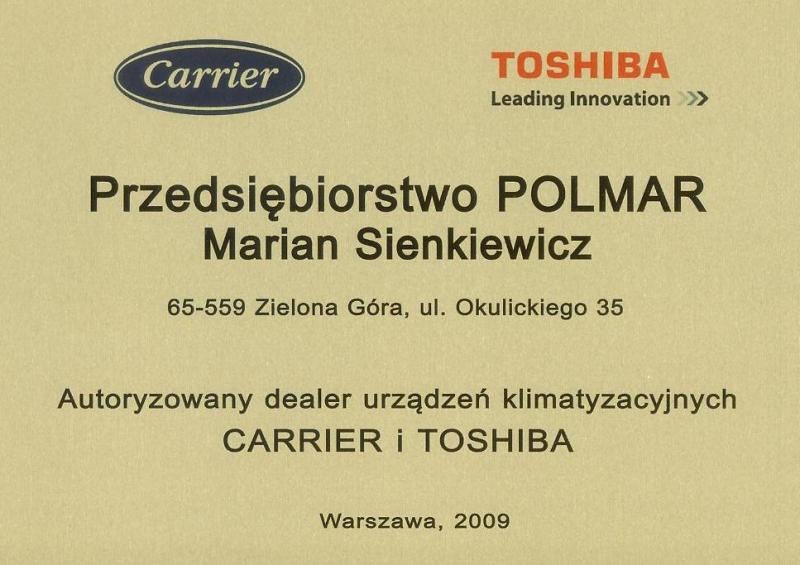 Carrier
TOSHIBA
Leading Innovation
Przedsiębiorstwo POLMAR
Marian Sienkiewicz
65-559 Zielona Góra, ul. Okulickiego 35
Autoryzowany dealer urządzeń klimatyzacyjnych
CARRIER i TOSHIBA
Warszawa, 2009